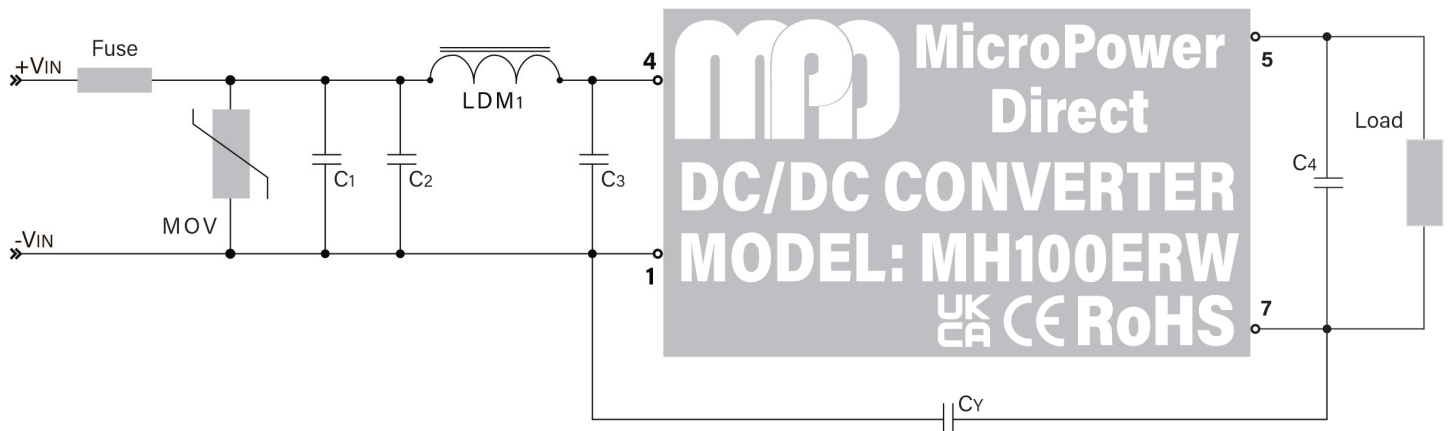 +VIN
Fuse
MOV
C1
C2
LDM1
C3
4
-VIN
1
MPD
MicroPower
Direct
DC/DC CONVERTER
MODEL: MH100ERW
UK
CA CE RoHS
5
C4
Load
7
CY